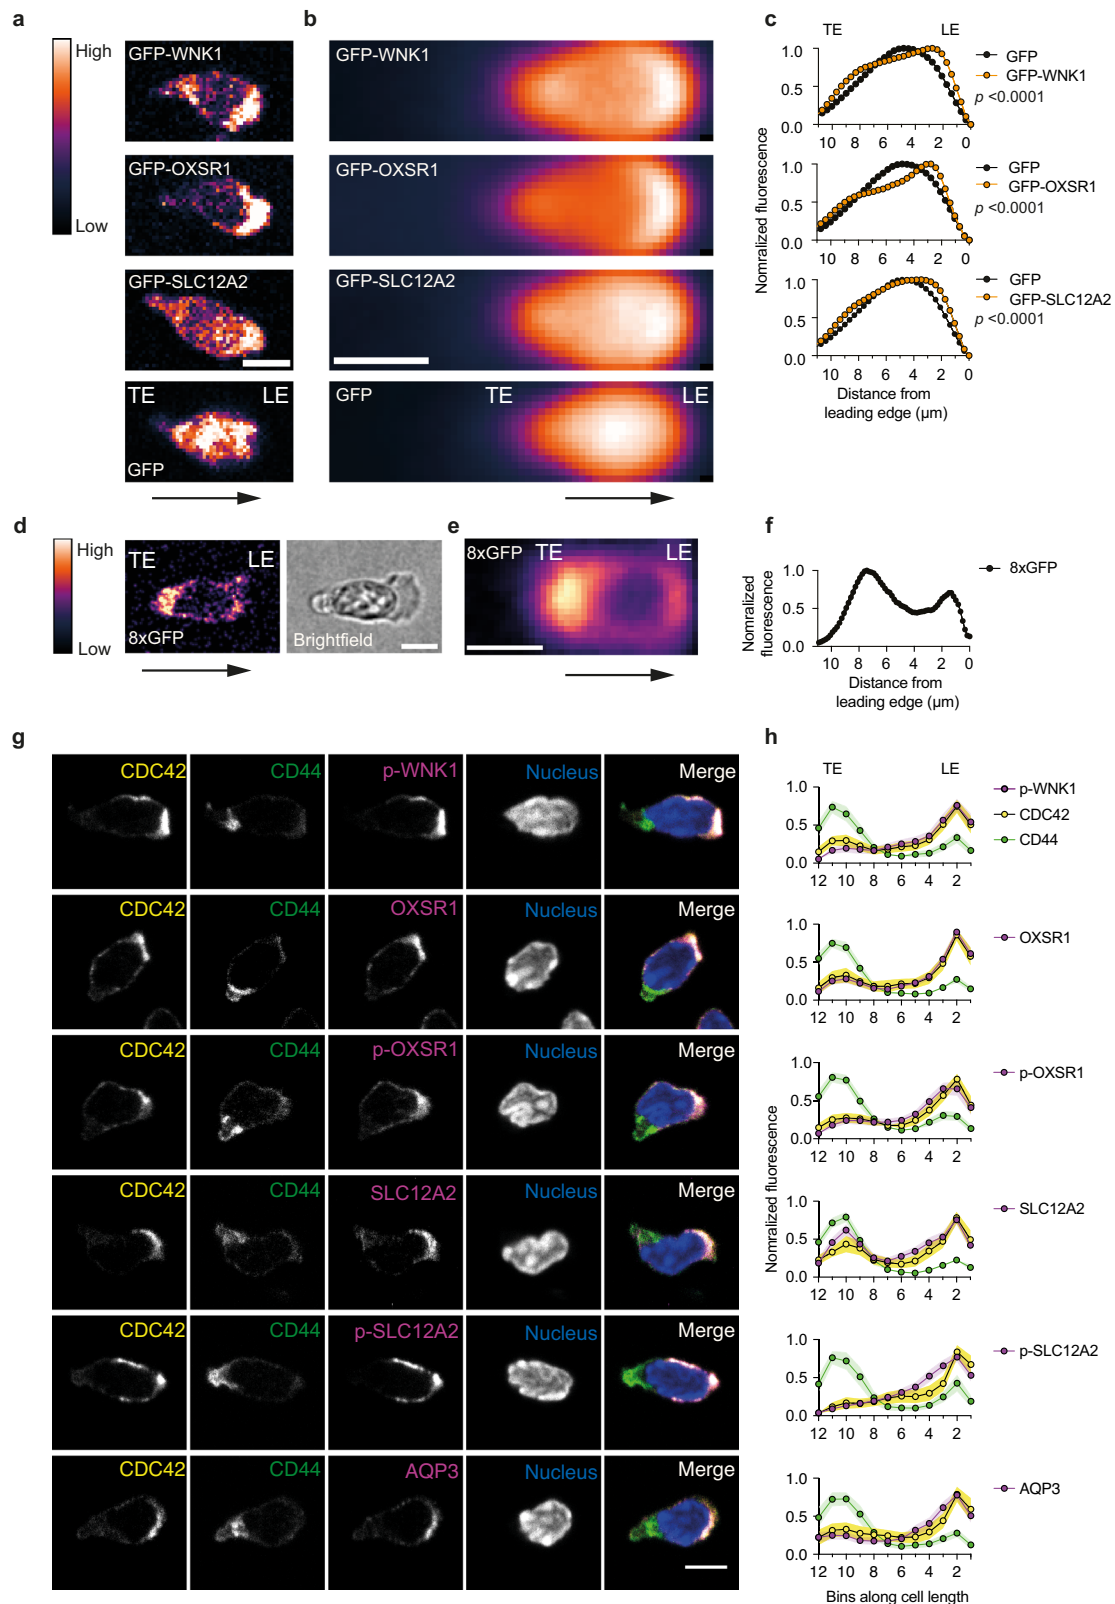 a
High
Low
GFP-WNK1
GFP-OXSR1
GFP-SLC12A2
TE LE
GFP
b
GFP-WNK1
GFP-OXSR1
GFP-SLC12A2
GFP TE LE
c
TE LE
1.0
0.5
0.0
10 8 6 4 2 0
GFP
GFP-WNK1
p <0.0001
1.0
0.5
0.0
10 8 6 4 2 0
GFP
GFP-OXSR1
p <0.0001
1.0
0.5
0.0
10 8 6 4 2 0
GFP
GFP-SLC12A2
p <0.0001
Nomralized fluorescence
Distance from
leading edge (μm)
d
High
Low
TE LE
8xGFP
Brightfield
e
8xGFP TE LE
f
Nomralized
fluorescence
1.0
0.5
0.0
10 8 6 4 2 0
8xGFP
Distance from
leading edge (μm)
g
CDC42 CD44 p-WNK1 Nucleus Merge
CDC42 CD44 OXSR1 Nucleus Merge
CDC42 CD44 p-OXSR1 Nucleus Merge
CDC42 CD44 SLC12A2 Nucleus Merge
CDC42 CD44 p-SLC12A2 Nucleus Merge
CDC42 CD44 AQP3 Nucleus Merge
h
TE LE
1.0
0.5
0.0
12 10 8 6 4 2
p-WNK1
CDC42
CD44
1.0
0.5
0.0
12 10 8 6 4 2
OXSR1
1.0
0.5
0.0
12 10 8 6 4 2
p-OXSR1
1.0
0.5
0.0
12 10 8 6 4 2
SLC12A2
1.0
0.5
0.0
12 10 8 6 4 2
p-SLC12A2
1.0
0.5
0.0
12 10 8 6 4 2
AQP3
Nomralized fluorescence
Bins along cell length